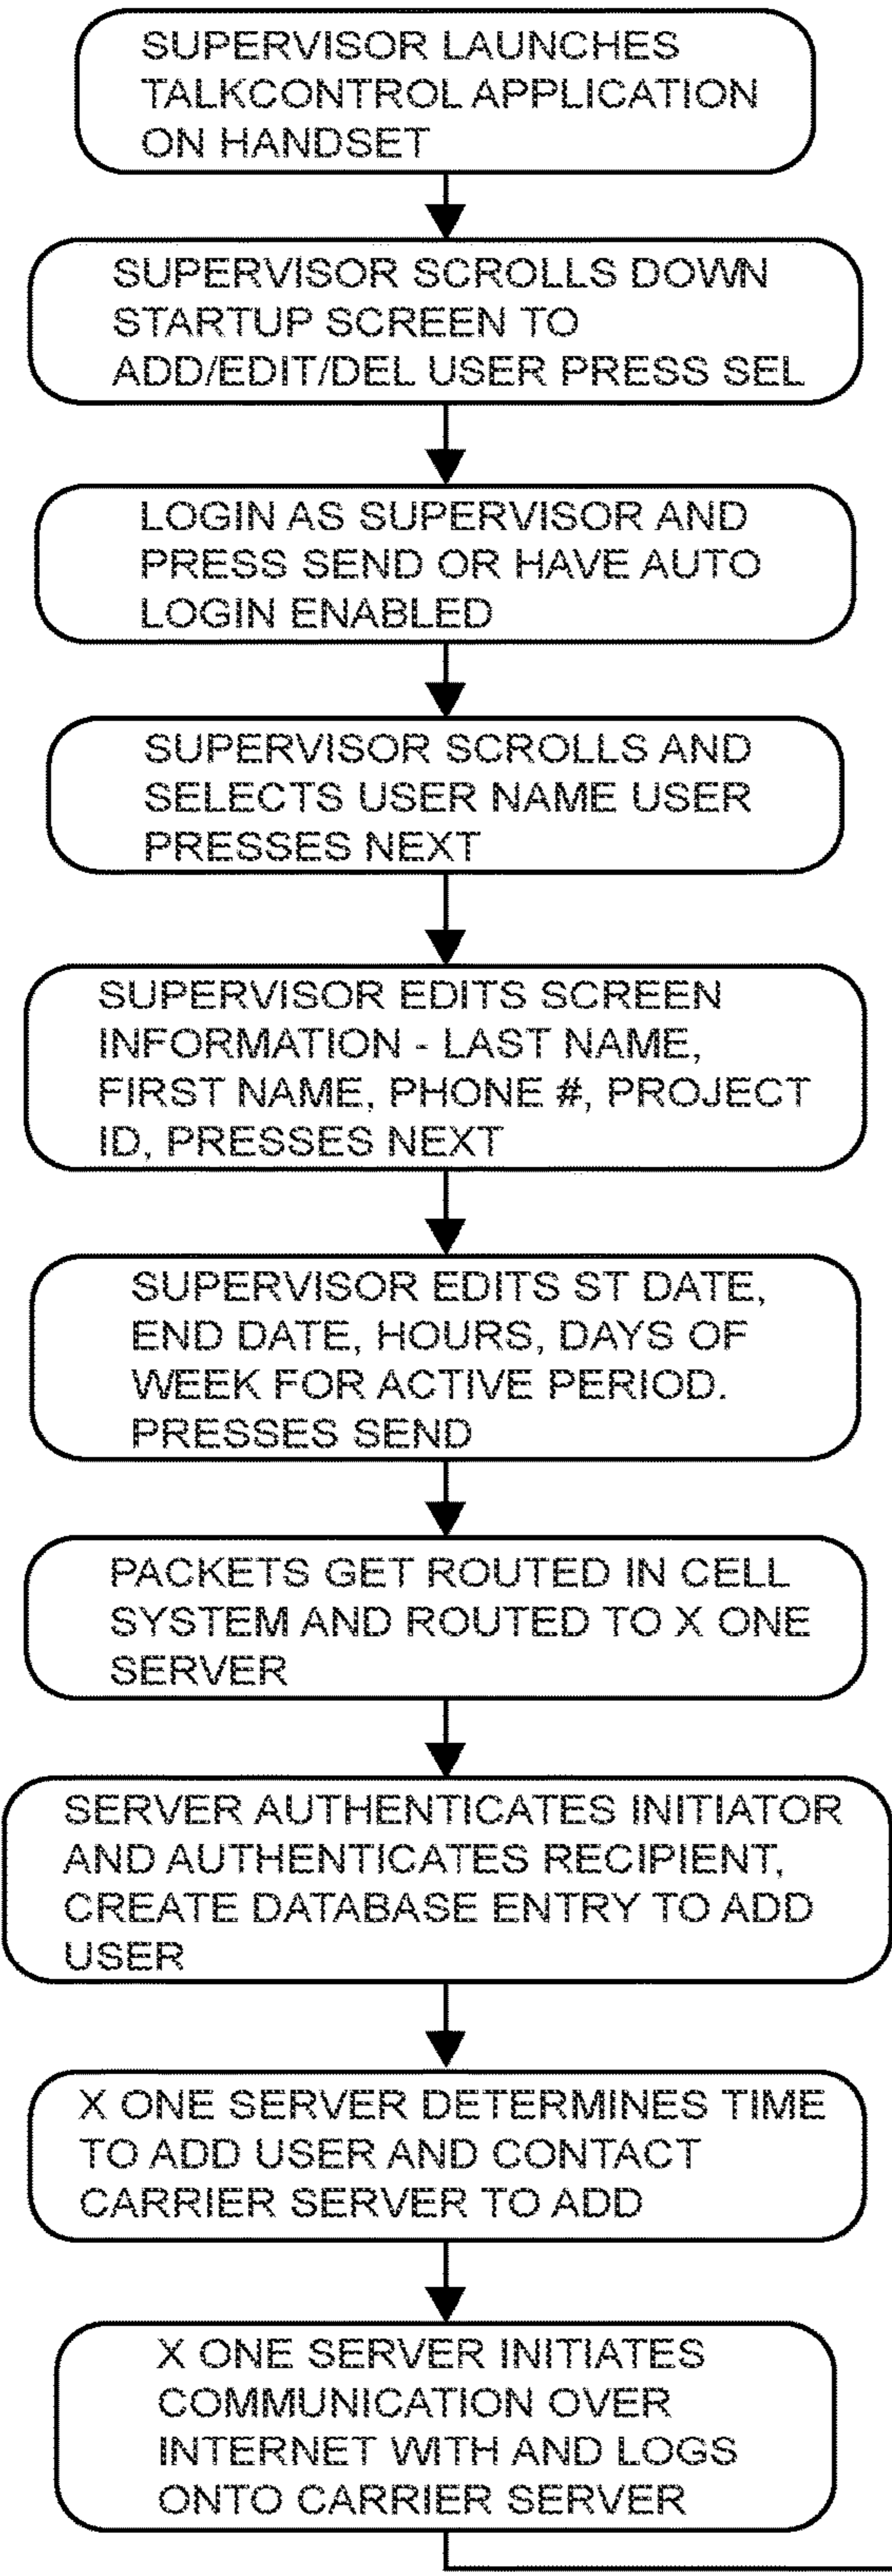 SUPERVISOR LAUNCHES
TALKCONTROL APPLICATION
ON HANDSET
SUPERVISOR SCROLLS DOWN
STARTUP SCREEN TO
ADD/EDIT/DEL USER PRESS SEL
LOGIN AS SUPERVISOR AND
PRESS SEND OR HAVE AUTO
LOGIN ENABLED
SUPERVISOR SCROLLS AND
SELECTS USER NAME USER
PRESSES NEXT
SUPERVISOR EDITS SCREEN
INFORMATION - LAST NAME,
FIRST NAME, PHONE #, PROJECT
ID, PRESSES NEXT
SUPERVISOR EDITS ST DATE,
END DATE, HOURS, DAYS OF
WEEK FOR ACTIVE PERIOD.
PRESSES SEND
PACKETS GET ROUTED IN CELL
SYSTEM AND ROUTED TO X ONE
SERVER
SERVER AUTHENTICATES INITIATOR
AND AUTHENTICATES RECIPIENT,
CREATE DATABASE ENTRY TO ADD
USER
X ONE SERVER DETERMINES TIME
TO ADD USER AND CONTACT
CARRIER SERVER TO ADD
X ONE SERVER INITIATES
COMMUNICATION OVER
INTERNET WITH AND LOGS
ONTO CARRIER SERVER